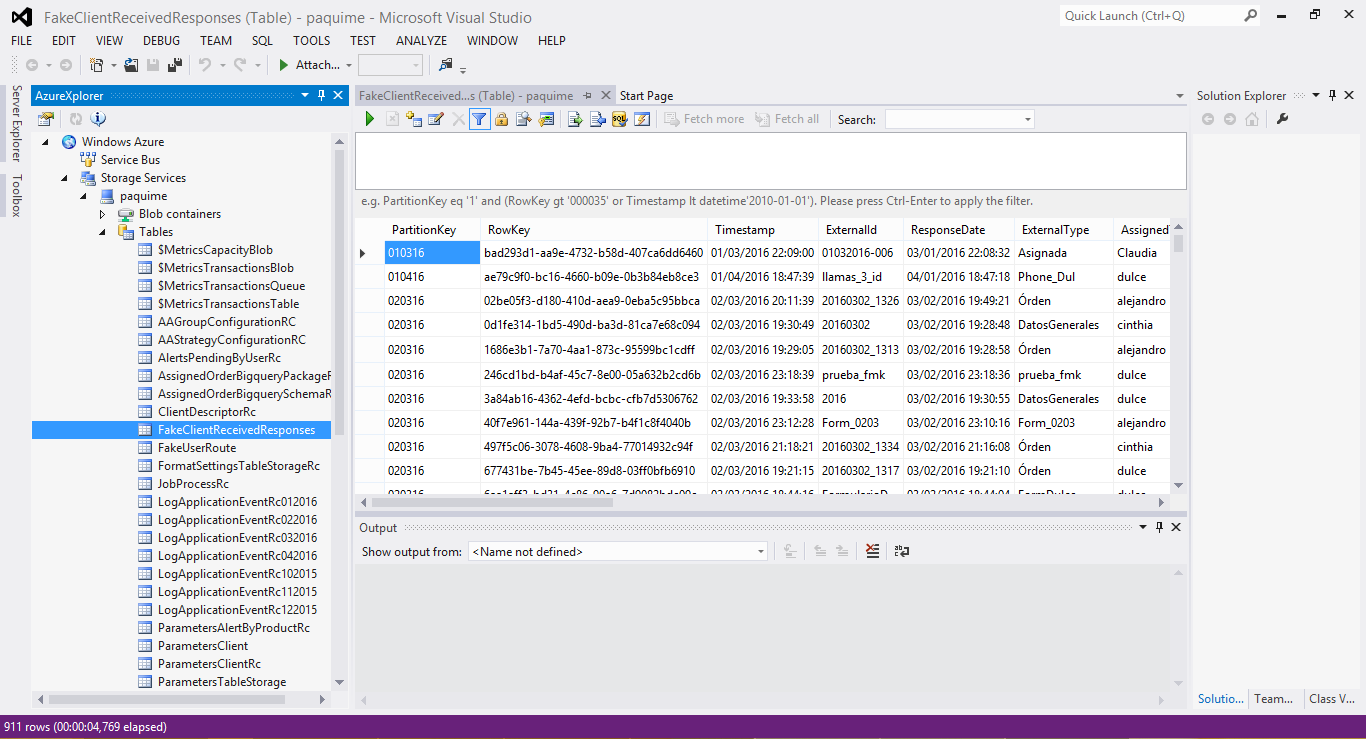 FakeClientReceivedResponses (Table) - paquime - Microsoft Visual Studio
Quick Launch (Ctrl+Q)
FILE EDIT VIEW DEBUG TEAM SQL TOOLS TEST ANALYZE WINDOW HELP
Attach...
Server Explorer
Toolbox
AzureXplorer
Windows Azure
Service Bus
Storage Services
paquime
Blob containers
Tables
$MetricsCapacityBlob
$MetricsTransactionsBlob
$MetricsTransactionsQueue
$MetricsTransactionsTable
AAGroupConfigurationRC
AAStrategyConfigurationRC
AlertsPendingByUserRc
AssignedOrderBigqueryPackageF
AssignedOrderBigquerySchemaR
ClientDescriptorRc
FakeClientReceivedResponses
FakeUserRoute
FormatSettingsTableStorageRc
JobProcessRc
LogApplicationEventRc012016
LogApplicationEventRc022016
LogApplicationEventRc032016
LogApplicationEventRc042016
LogApplicationEventRc102015
LogApplicationEventRc112015
LogApplicationEventRc122015
ParametersAlertByProductRc
ParametersClient
ParametersClientRc
ParametersTableStorage
FakeClientReceived...s (Table) - paquime Start Page
SQL Fetch more Fetch all Search:
e.g. PartitionKey eq '1' and (RowKey gt '000035' or Timestamp lt datetime'2010-01-01'). Please press Ctrl-Enter to apply the filter.
PartitionKey RowKey Timestamp ExternalId ResponseDate ExternalType Assigned
010316 bad293d1-aa9e-4732-b58d-407ca6dd6460 01/03/2016 22:09:00 01032016-006 03/01/2016 22:08:32 Asignada Claudia
010416 ae79c9f0-bc16-4660-b09e-0b3b84eb8ce3 01/04/2016 18:47:39 llamas_3_id 04/01/2016 18:47:18 Phone_Dul dulce
020316 02be05f3-d180-410d-aea9-0eba5c95bbca 02/03/2016 20:11:39 20160302_1326 03/02/2016 19:49:21 Órden alejandro
020316 0d1fe314-1bd5-490d-ba3d-81ca7e68c094 02/03/2016 19:30:49 20160302 03/02/2016 19:28:48 DatosGenerales cinthia
020316 1686e3b1-7a70-4aa1-873c-95599bc1cdff 02/03/2016 19:29:05 20160302_1313 03/02/2016 19:28:58 Órden alejandro
020316 246cd1bd-b4af-45c7-8e00-05a632b2cd6b 02/03/2016 23:18:39 prueba_fmk 03/02/2016 23:18:36 prueba_fmk dulce
020316 3a84ab16-4362-4efd-bcbc-cfb7d5306762 02/03/2016 19:33:58 2016 03/02/2016 19:30:55 DatosGenerales dulce
020316 40f7e961-144a-439f-92b7-b4f1c8f4040b 02/03/2016 23:12:28 Form_0203 03/02/2016 23:10:16 Form_0203 alejandro
020316 497f5c06-3078-4608-9ba4-77014932c94f 02/03/2016 21:18:21 20160302_1334 03/02/2016 21:16:08 Órden cinthia
020316 677431be-7b45-45ee-89d8-03ff0bfb6910 02/03/2016 19:21:15 20160302_1317 03/02/2016 19:21:10 Órden dulce
Output
Show output from: <Name not defined>
Solution Explorer
Solutio... Team... Class V...
911 rows (00:00:04,769 elapsed)